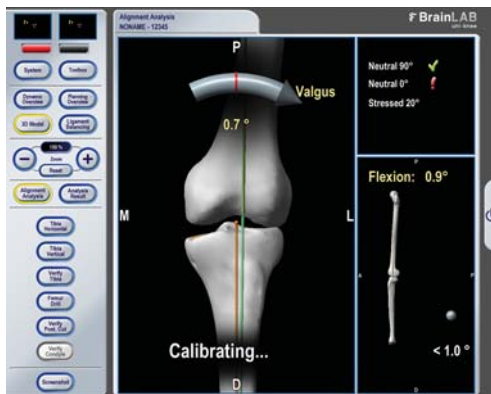 Alignment Analysis
NONAME - 12345
BrainLAB
uni knee
System
Toolbox
Dynamic Overview
Planning Overview
3D Model
Ligament Balancing
100 %
Zoom
Reset
Alignment Analysis
Analysis Result
Tibia Horizontal
Tibia Vertical
Verify Tibia
Femur Drill
Verify Post. Cut
Verify Condyle
Screenshot
P
Valgus
0.7 °
M
L
Calibrating...
D
Neutral 90°
Neutral 0°
Stressed 20°
P
Flexion: 0.9°
A
P
< 1.0 °
D